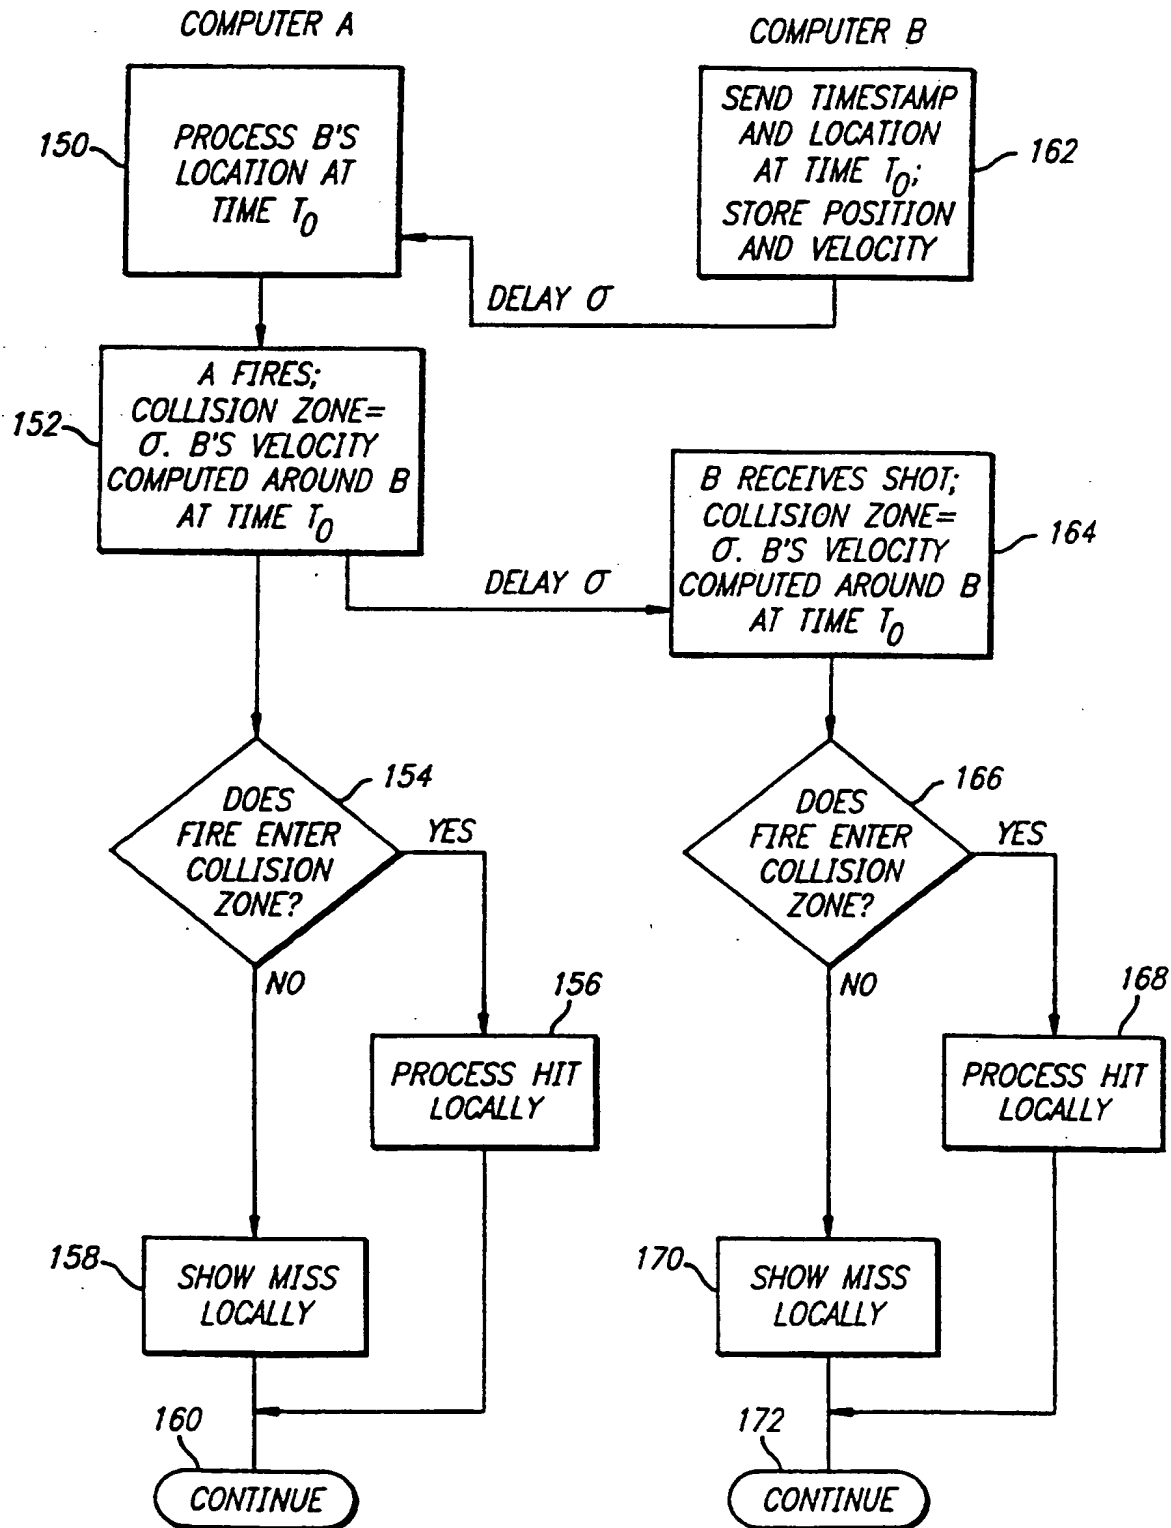 COMPUTER A
COMPUTER B
150
PROCESS B'S
LOCATION AT
TIME T0
SEND TIMESTAMP
AND LOCATION
AT TIME T0;
STORE POSITION
AND VELOCITY
162
DELAY σ
152
A FIRES;
COLLISION ZONE=
σ. B'S VELOCITY
COMPUTED AROUND B
AT TIME T0
B RECEIVES SHOT;
COLLISION ZONE=
σ. B'S VELOCITY
COMPUTED AROUND B
AT TIME T0
164
DELAY σ
154
DOES
FIRE ENTER
COLLISION
ZONE?
YES
NO
166
DOES
FIRE ENTER
COLLISION
ZONE?
YES
NO
156
PROCESS HIT
LOCALLY
168
PROCESS HIT
LOCALLY
158
SHOW MISS
LOCALLY
170
SHOW MISS
LOCALLY
160
CONTINUE
172
CONTINUE